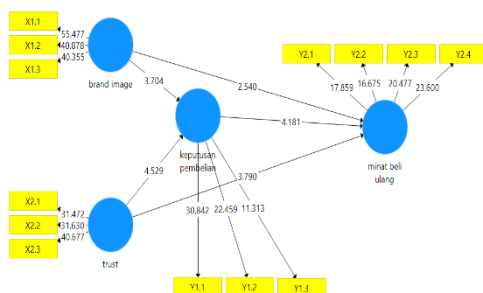 X1.1
55.477
X1.2
40.878
X1.3
40.355
brand image
3.704
2.540
Y2.1
Y2.2
Y2.3
Y2.4
17.859
16.675
20.477
23.600
4.181
minat beli
ulang
keputusan
pembelian
4.529
3.790
X2.1
31.472
X2.2
31.630
X2.3
40.677
trust
30.842
22.459
11.313
Y1.1
Y1.2
Y1.3